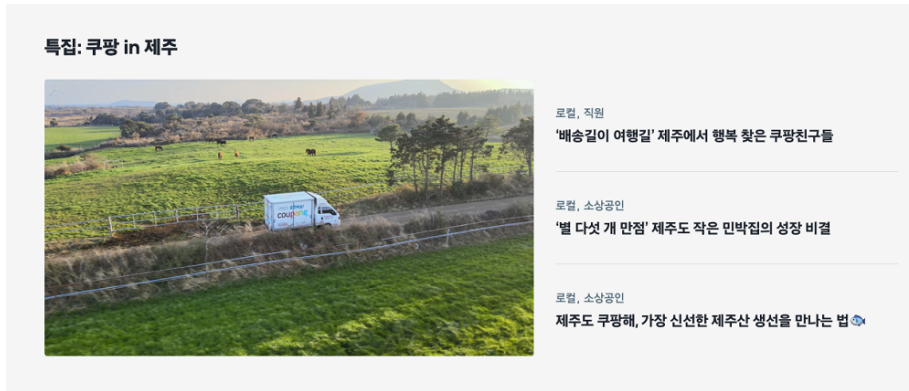 특집: 쿠팡 in 제주
coupang
로컬, 직원
‘배송길이 여행길’ 제주에서 행복 찾은 쿠팡친구들
로컬, 소상공인
‘별 다섯 개 만점’ 제주도 작은 민박집의 성장 비결
로컬, 소상공인
제주도 쿠팡해, 가장 신선한 제주산 생선을 만나는 법🐟